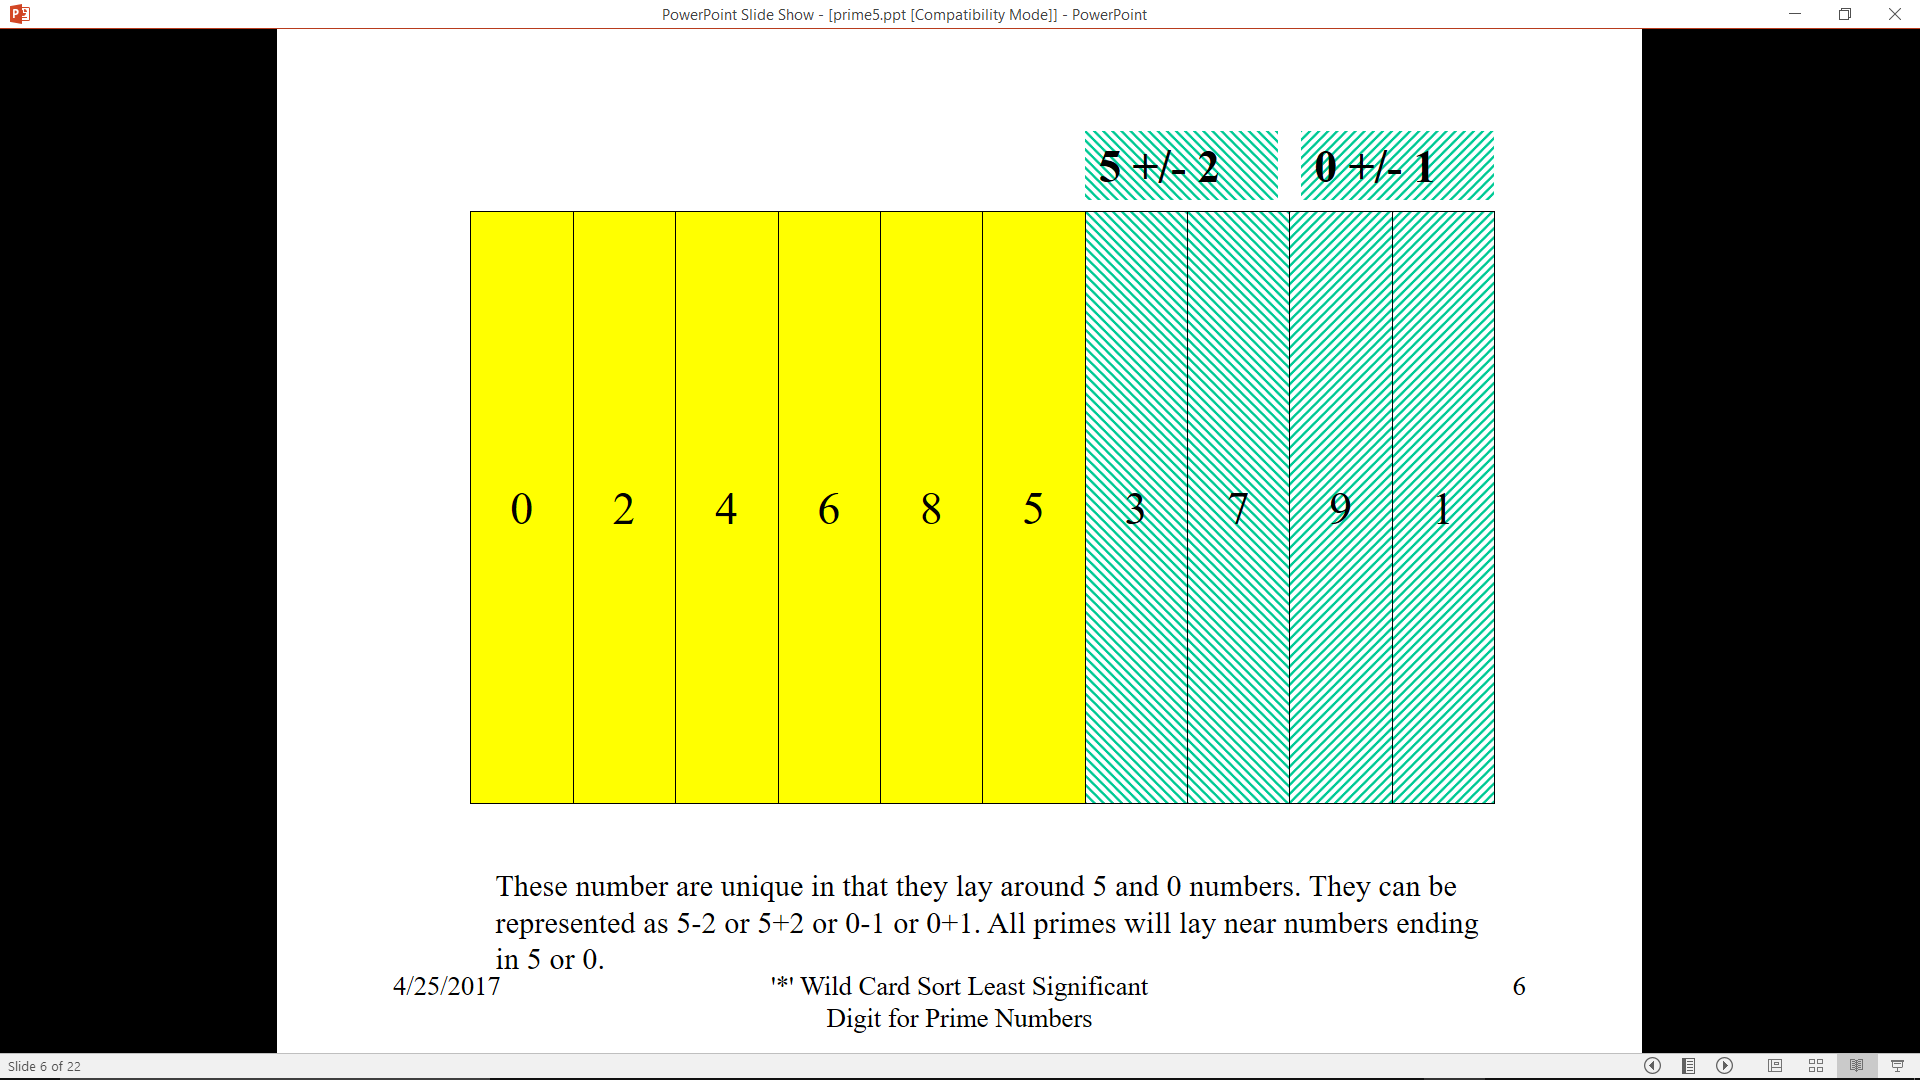 PowerPoint Slide Show - [prime5.ppt [Compatibility Mode]] - PowerPoint
5 +/- 2 0 +/- 1
0 2 4 6 8 5 3 7 9 1
These number are unique in that they lay around 5 and 0 numbers. They can be
represented as 5-2 or 5+2 or 0-1 or 0+1. All primes will lay near numbers ending
in 5 or 0.
4/25/2017 '*' Wild Card Sort Least Significant 6
Digit for Prime Numbers
Slide 6 of 22